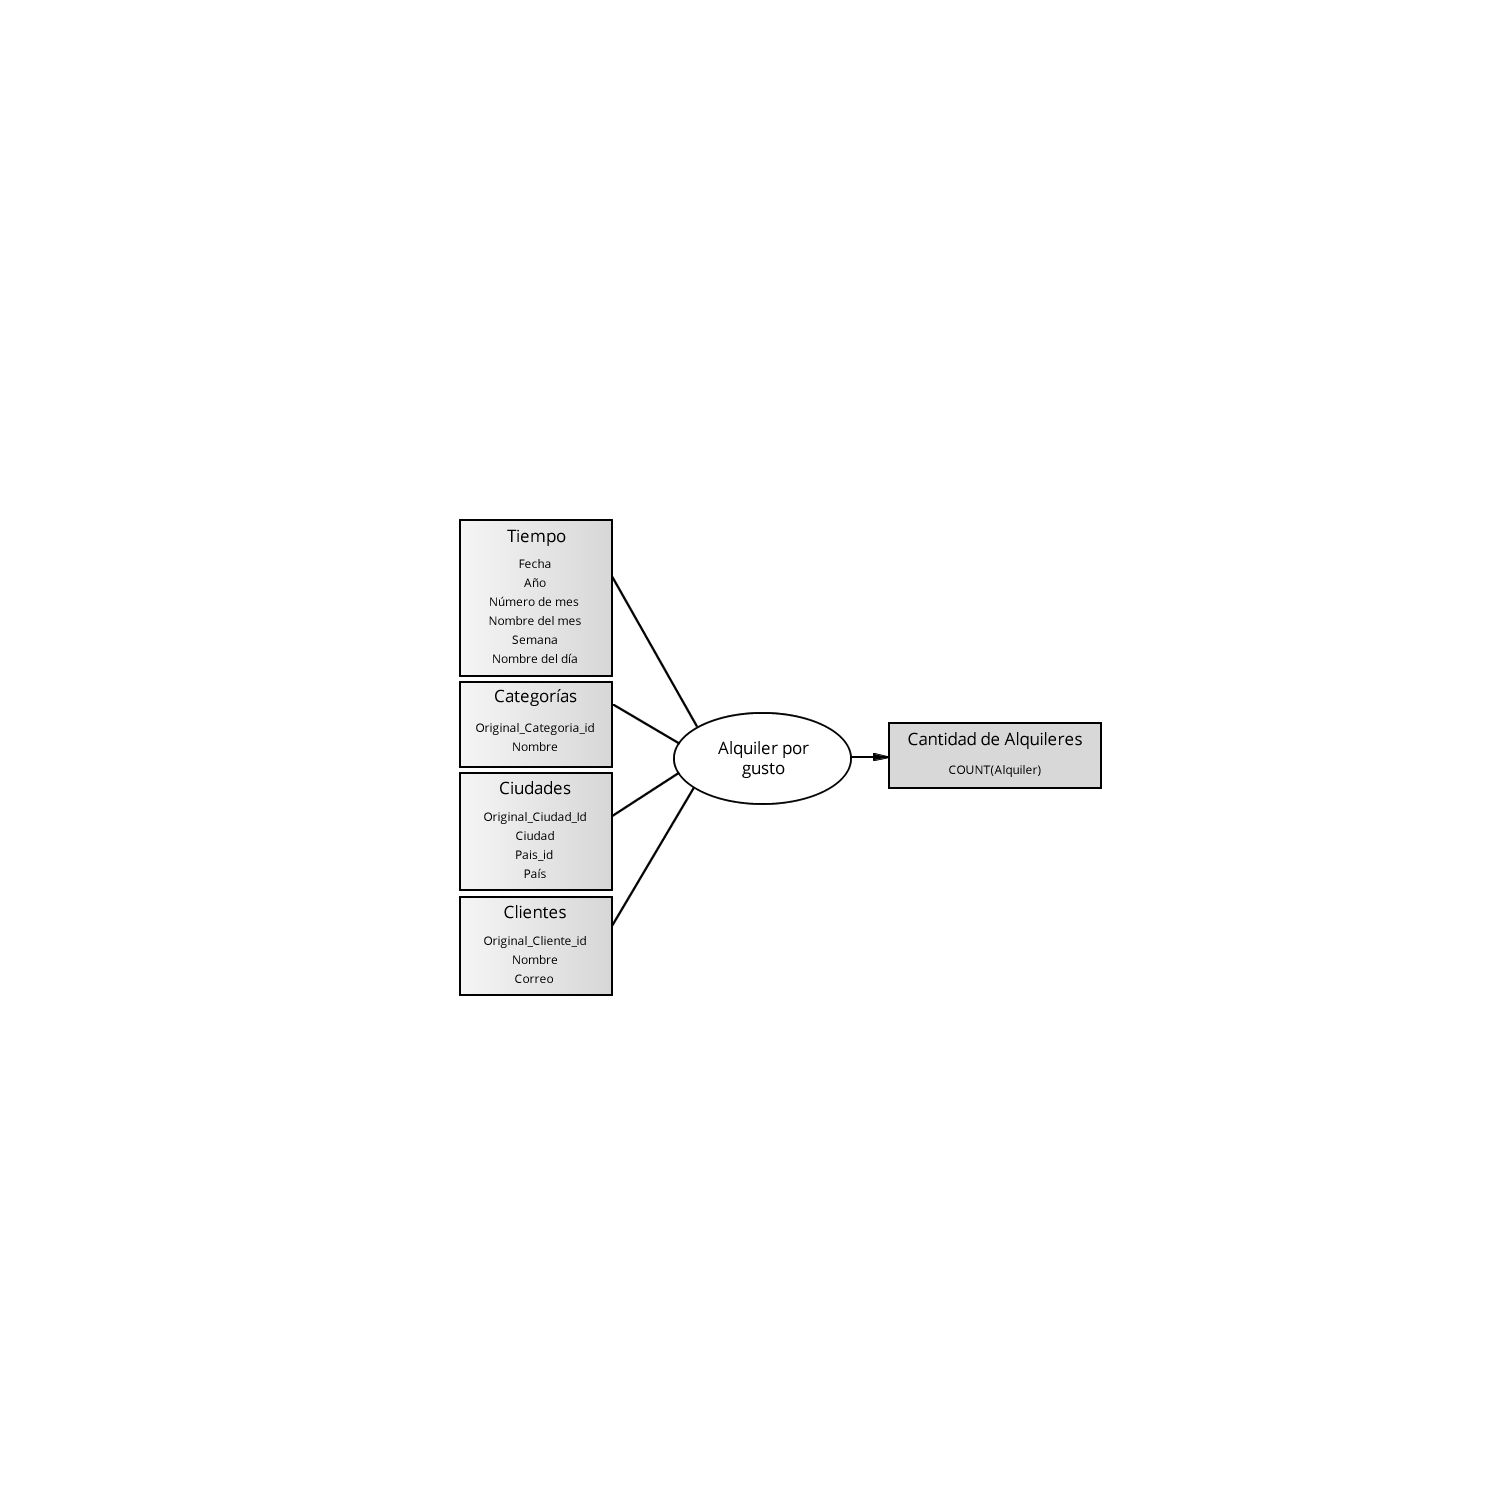 Tiempo
Fecha
Año
Número de mes
Nombre del mes
Semana
Nombre del día
Categorías
Original_Categoria_id
Nombre
Ciudades
Original_Ciudad_Id
Ciudad
Pais_id
País
Clientes
Original_Cliente_id
Nombre
Correo
Alquiler por
gusto
Cantidad de Alquileres
COUNT(Alquiler)